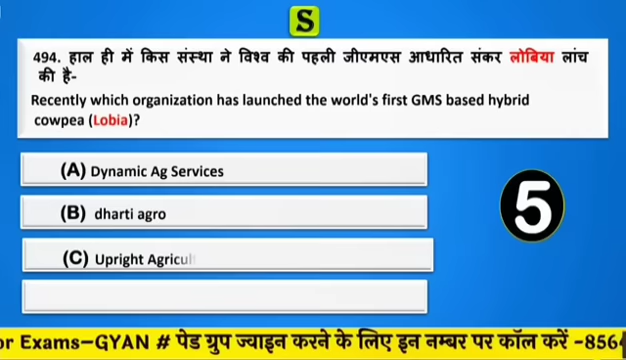 S
494. हाल ही में किस संस्था ने विश्व की पहली जीएमएस आधारित संकर लोबिया लांच
की है-
Recently which organization has launched the world's first GMS based hybrid
cowpea (Lobia)?
(A) Dynamic Ag Services
(B) dharti agro
5
(C) Upright Agricul
or Exams-GYAN # पेड ग्रुप ज्वाइन करने के लिए इन नम्बर पर कॉल करें -856